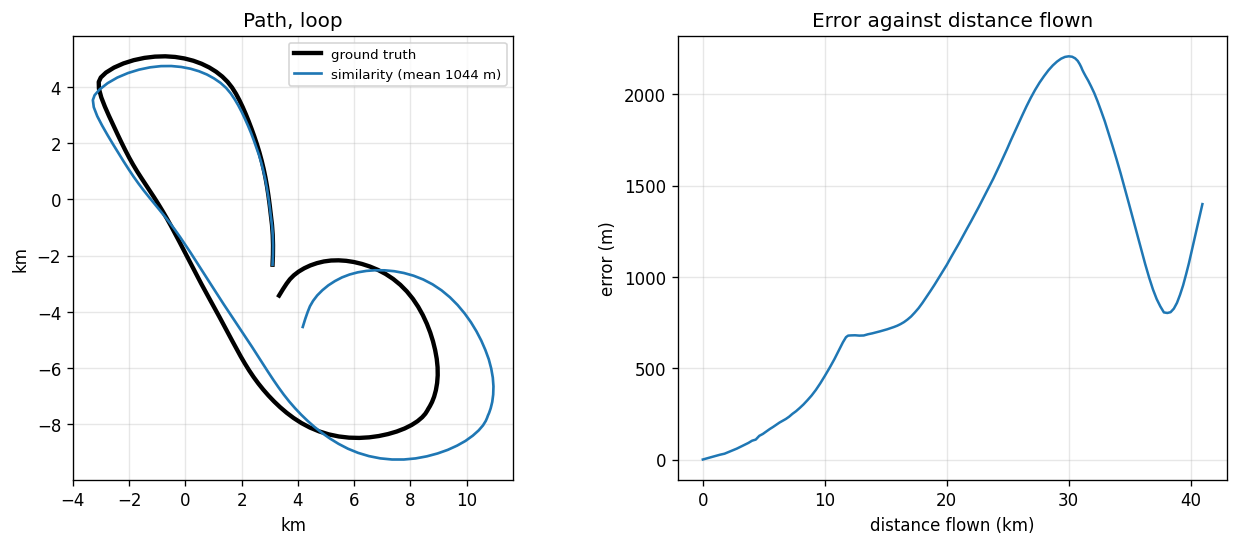 Path, loop
ground truth
similarity (mean 1044 m)
km
4
2
0
−2
−4
−6
−8
−4 −2 0 2 4 6 8 10
km
Error against distance flown
error (m)
2000
1500
1000
500
0
0 10 20 30 40
distance flown (km)